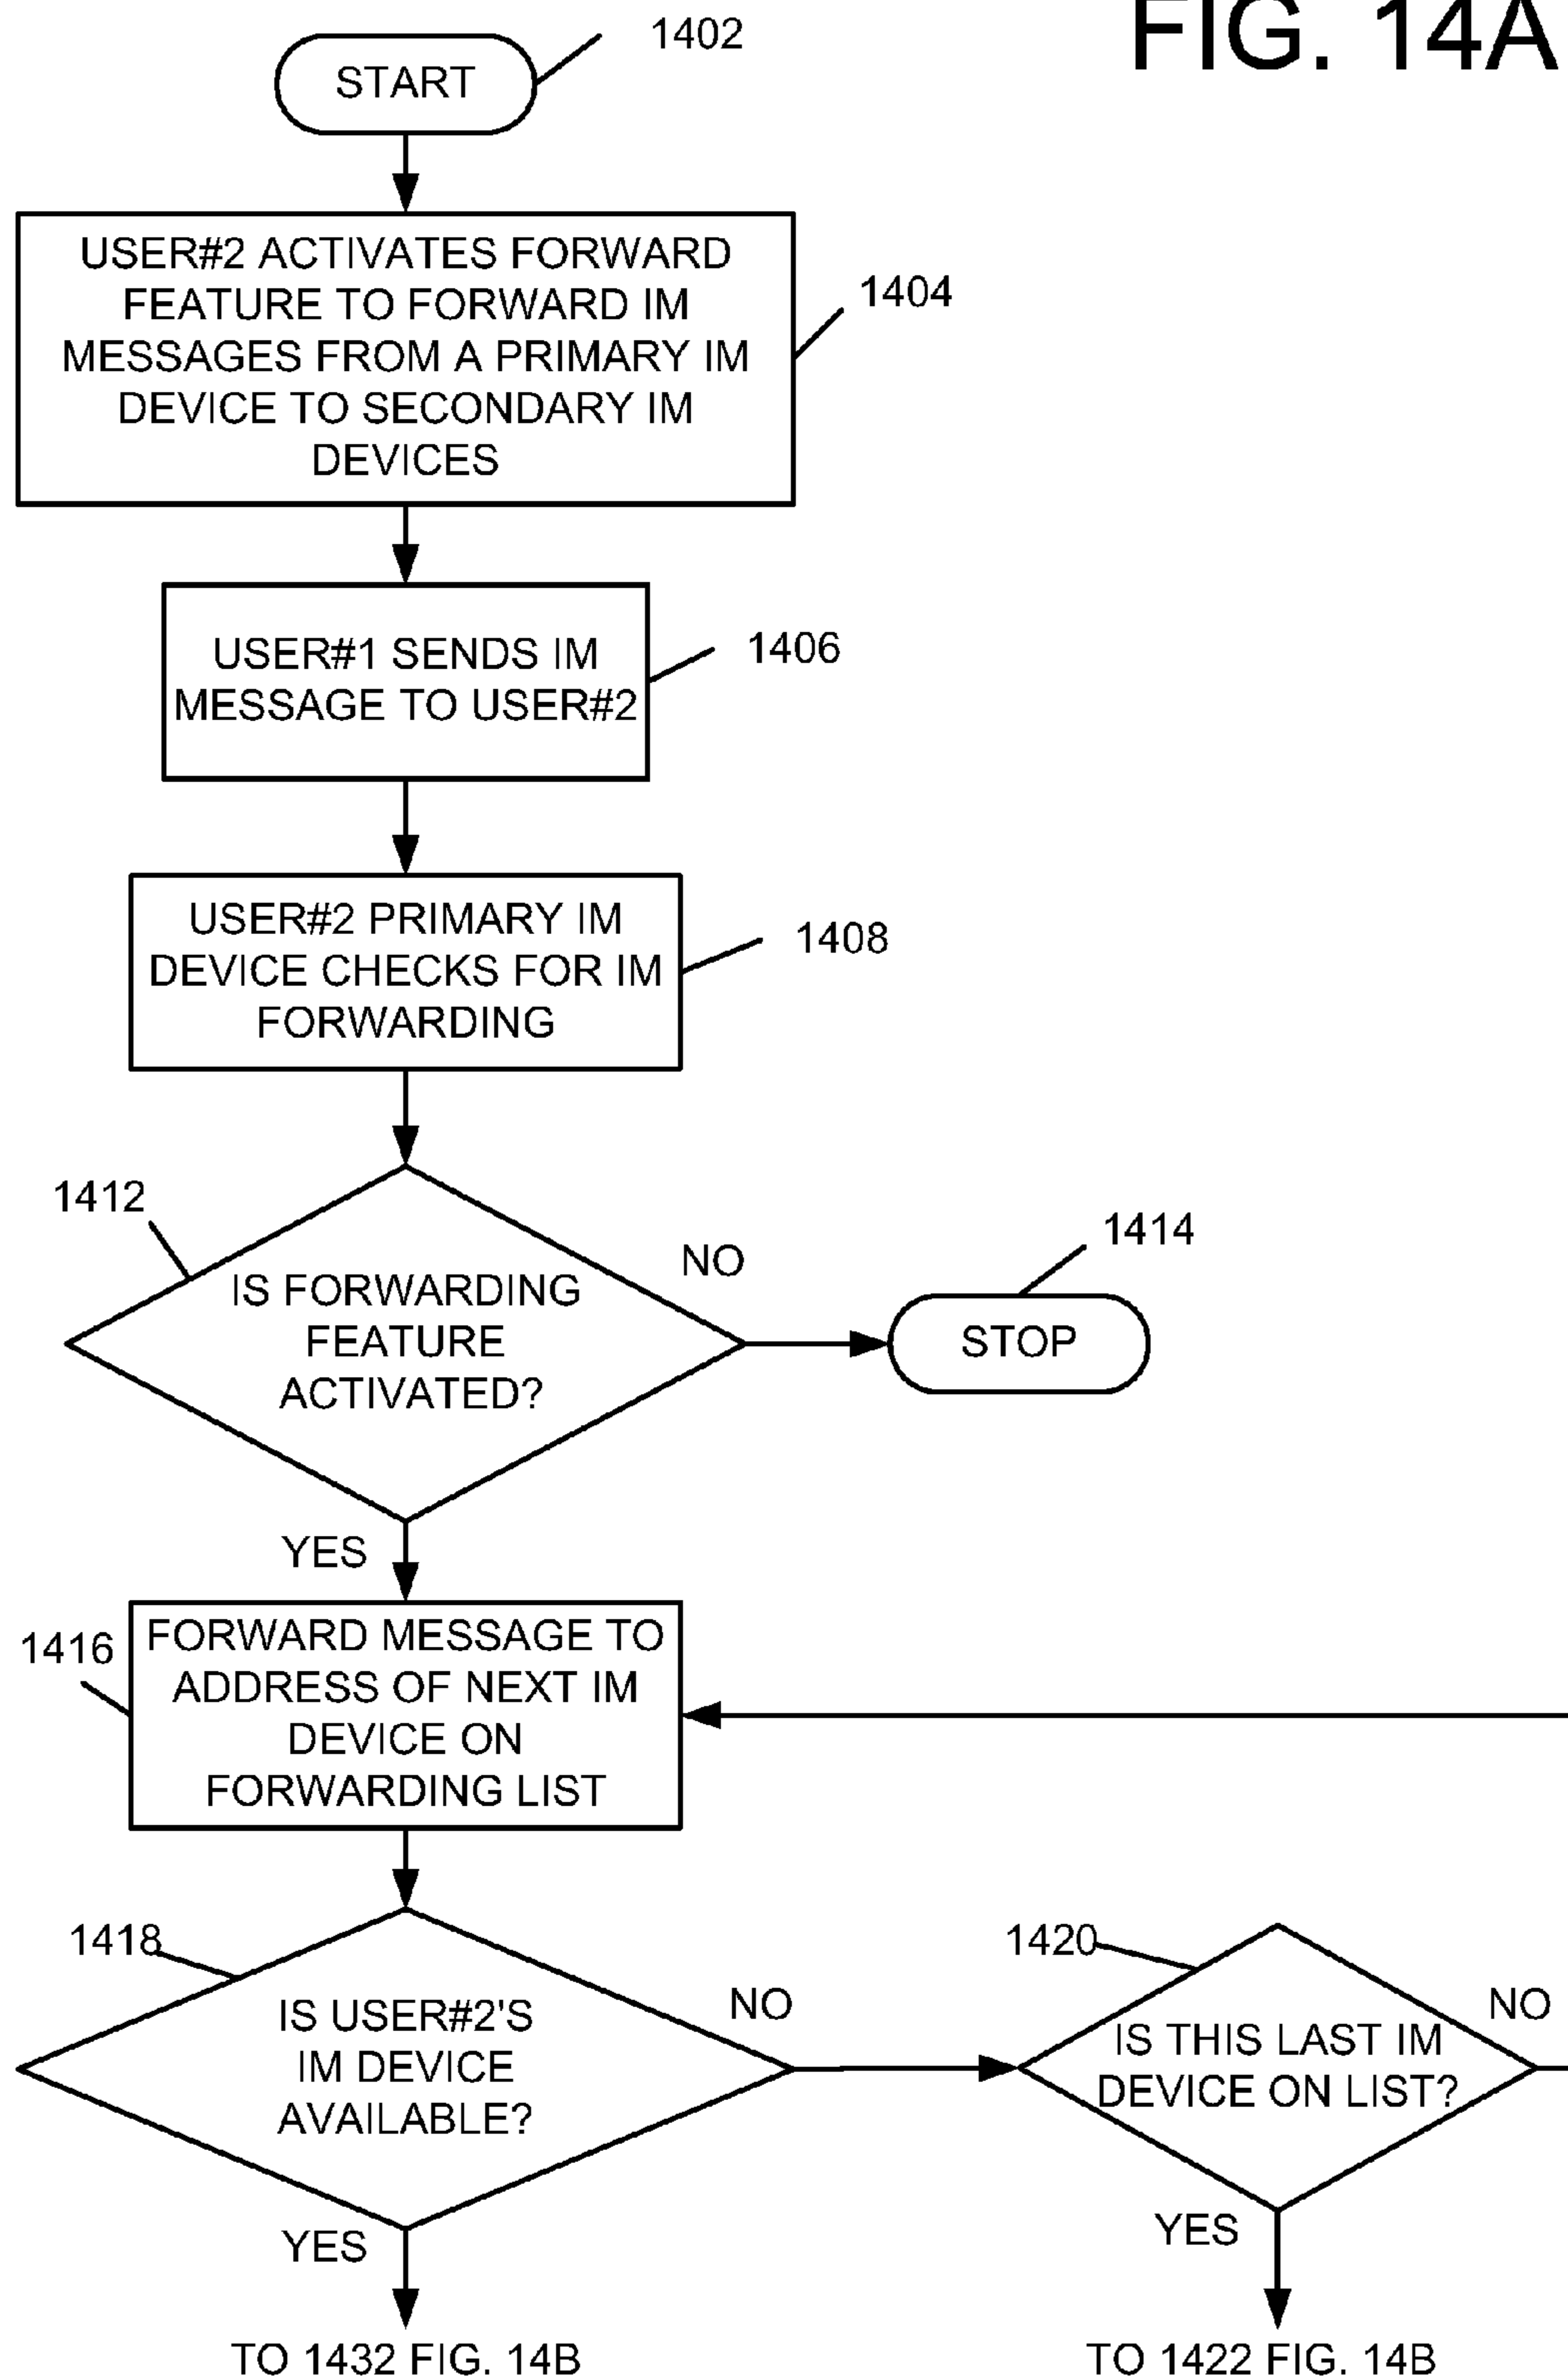 FIG. 14A
1402
START
USER#2 ACTIVATES FORWARD
FEATURE TO FORWARD IM
MESSAGES FROM A PRIMARY IM
DEVICE TO SECONDARY IM
DEVICES
1404
USER#1 SENDS IM
MESSAGE TO USER#2
1406
USER#2 PRIMARY IM
DEVICE CHECKS FOR IM
FORWARDING
1408
1412
IS FORWARDING
FEATURE
ACTIVATED?
NO
1414
STOP
YES
1416
FORWARD MESSAGE TO
ADDRESS OF NEXT IM
DEVICE ON
FORWARDING LIST
1418
IS USER#2'S
IM DEVICE
AVAILABLE?
NO
1420
IS THIS LAST IM
DEVICE ON LIST?
NO
YES
YES
TO 1432 FIG. 14B
TO 1422 FIG. 14B